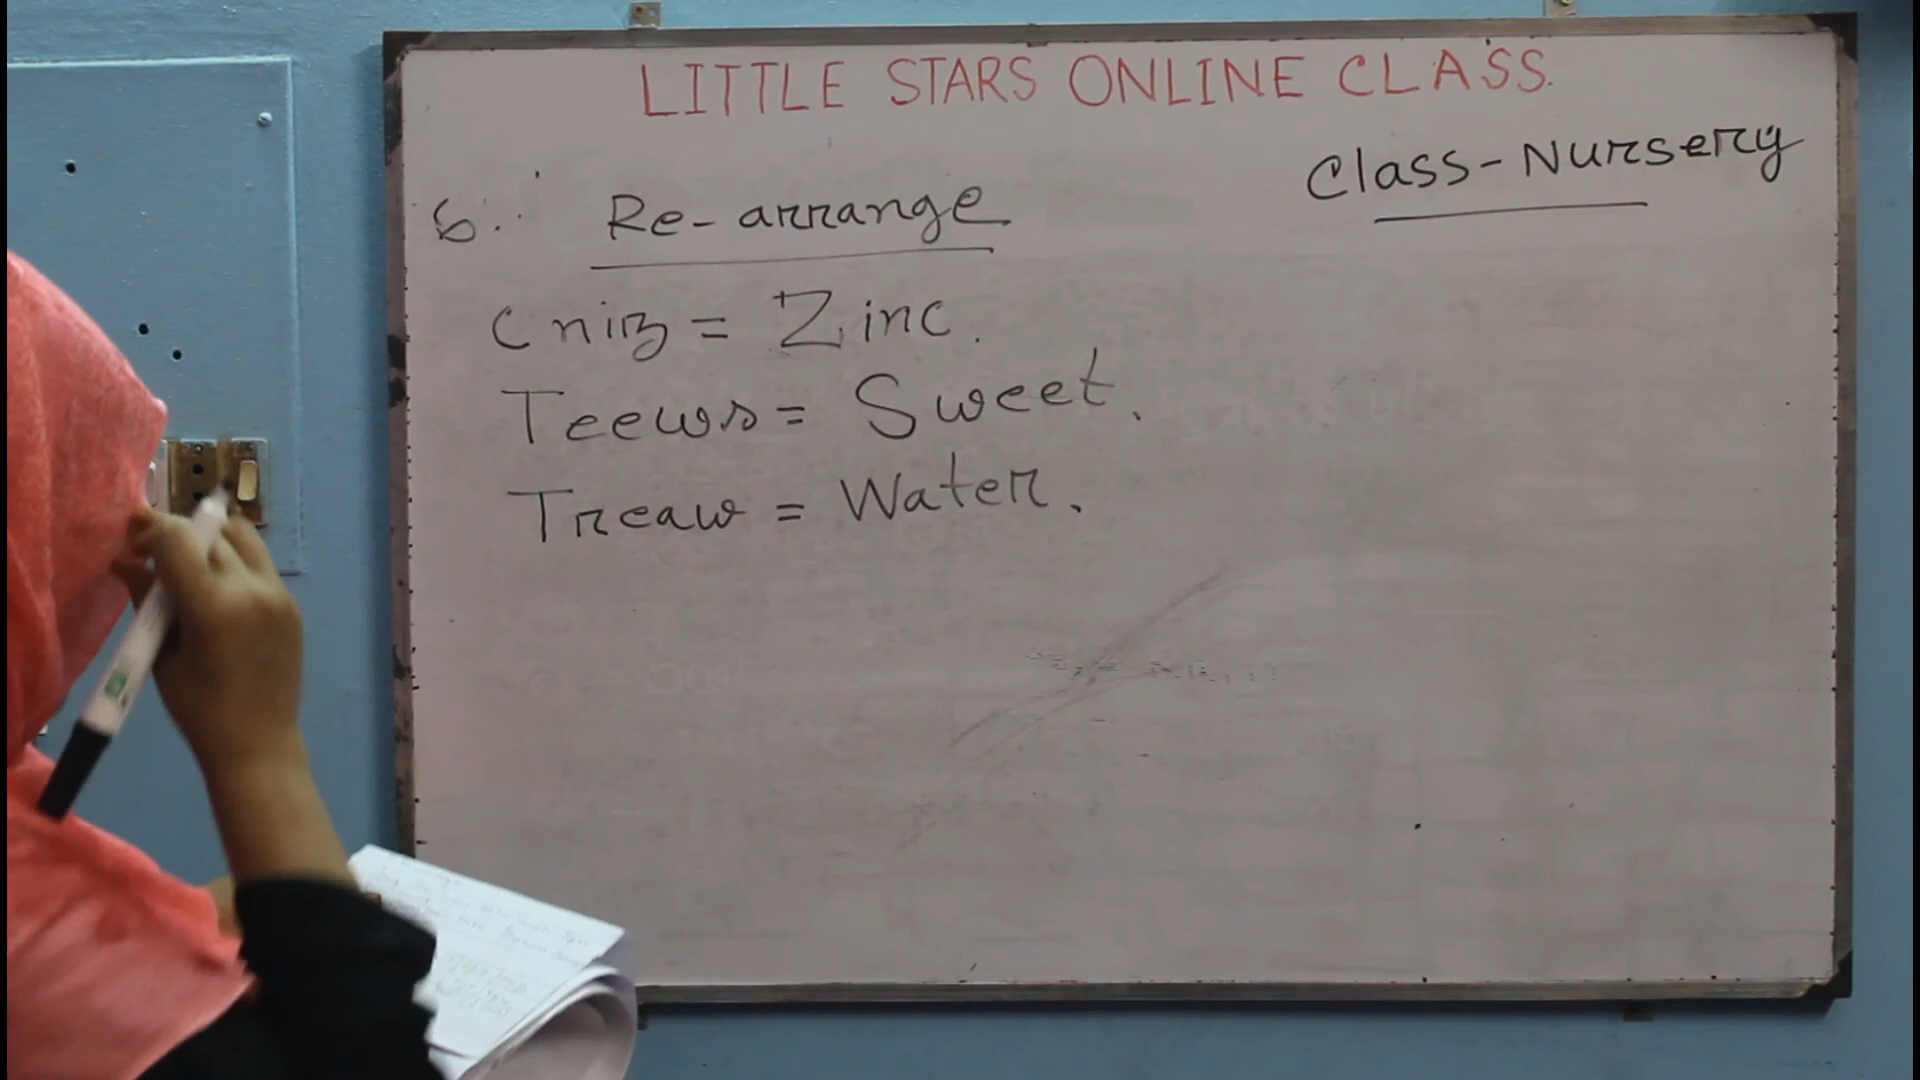 LITTLE STARS ONLINE CLASS.
Class-Nursery
6. Re-arrange
Cniz = Zinc.
Teews = Sweet.
Treaw = Water.